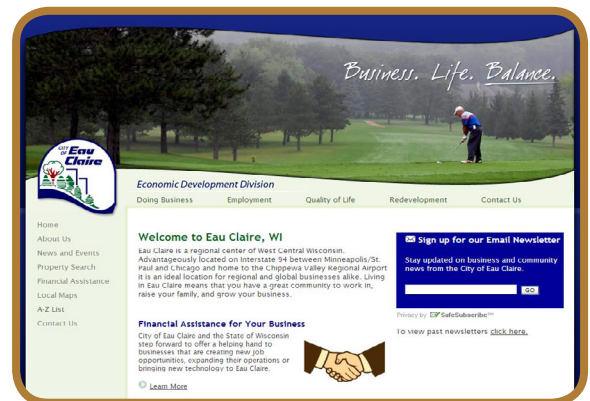 Business. Life. Balance.
CITY OF Eau Claire
Economic Development Division
Doing Business Employment Quality of Life Redevelopment Contact Us
Home
About Us
News and Events
Property Search
Financial Assistance
Local Maps
A-Z List
Contact Us
Welcome to Eau Claire, WI
Eau Claire is a regional center of West Central Wisconsin.
Advantageously located on Interstate 94 between Minneapolis/St.
Paul and Chicago and home to the Chippewa Valley Regional Airport
it is an ideal location for regional and global businesses alike. Living
in Eau Claire means that you have a great community to work in,
raise your family, and grow your business.
Financial Assistance for Your Business
City of Eau Claire and the State of Wisconsin
step forward to offer a helping hand to
businesses that are creating new job
opportunities, expanding their operations or
bringing new technology to Eau Claire.
Learn More
Sign up for our Email Newsletter
Stay updated on business and community
news from the City of Eau Claire.
GO
Privacy by SafeSubscribe℠
To view past newsletters click here.